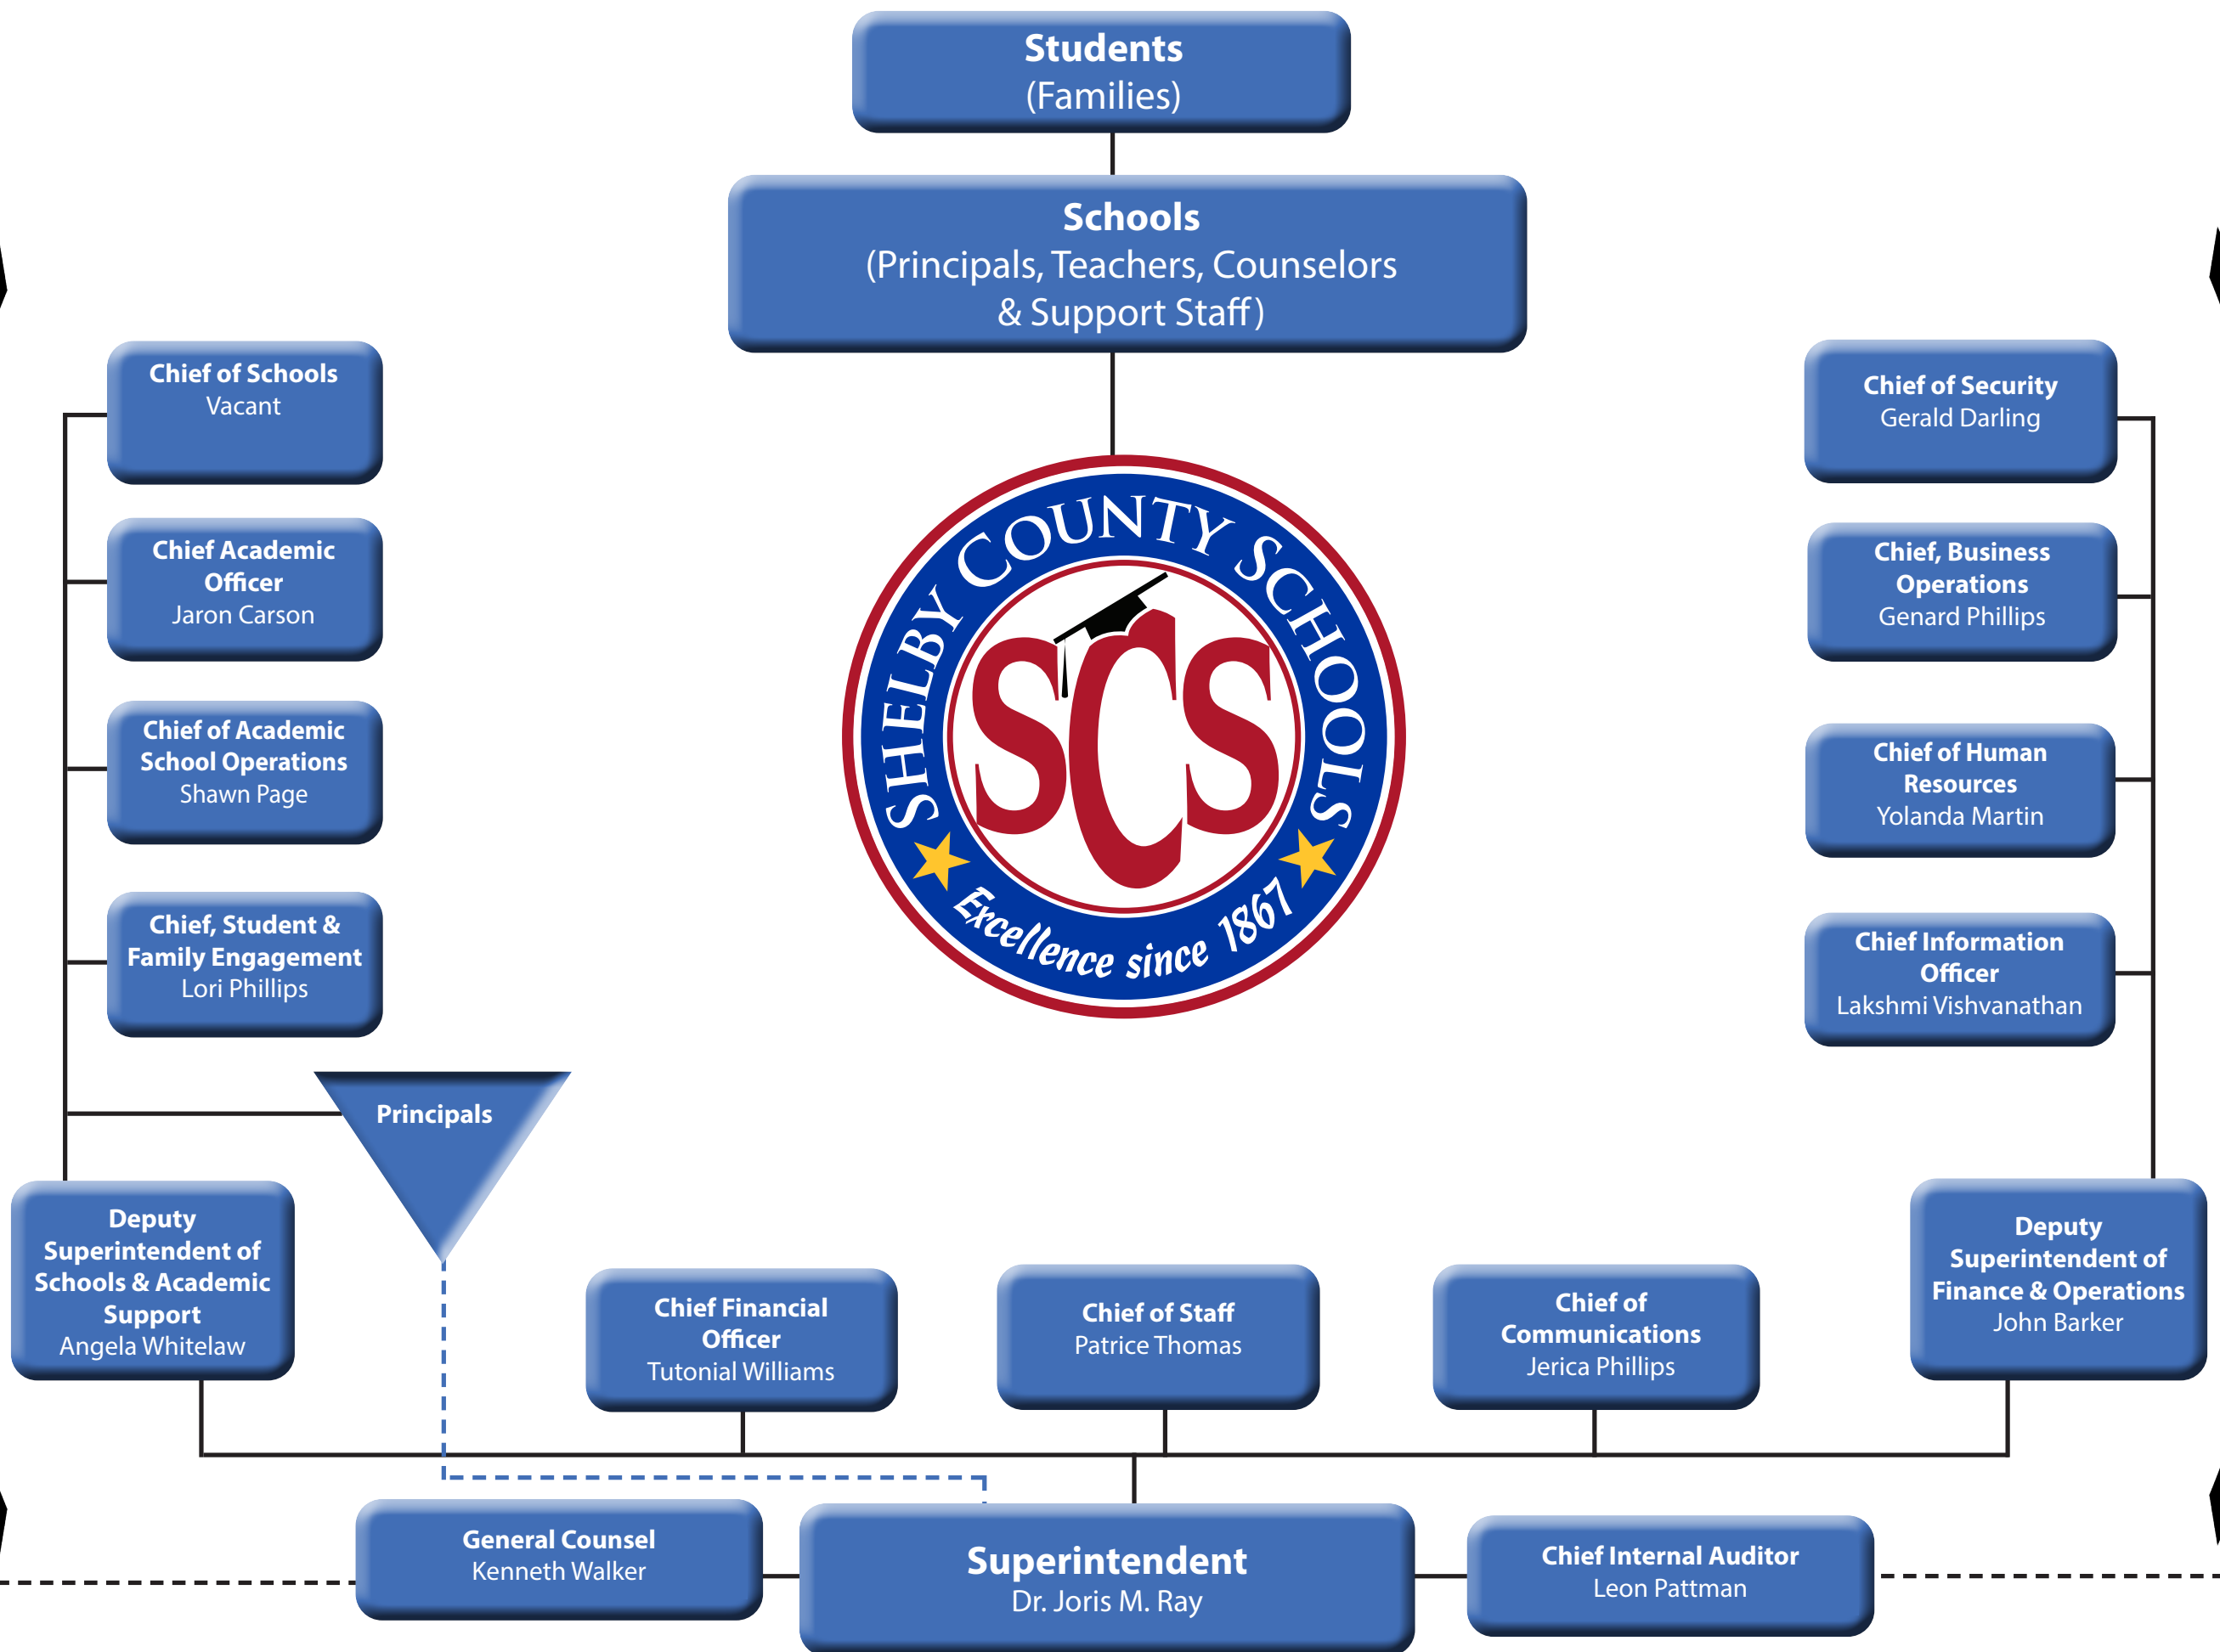 Students
(Families)
Schools
(Principals, Teachers, Counselors
& Support Staff)
Chief of Schools
Vacant
Chief Academic
Officer
Jaron Carson
Chief of Academic
School Operations
Shawn Page
Chief, Student &
Family Engagement
Lori Phillips
Principals
Deputy
Superintendent of
Schools & Academic
Support
Angela Whitelaw
SHELBY COUNTY SCHOOLS
SCS
Excellence since 1867
Chief of Security
Gerald Darling
Chief, Business
Operations
Genard Phillips
Chief of Human
Resources
Yolanda Martin
Chief Information
Officer
Lakshmi Vishvanathan
Deputy
Superintendent of
Finance & Operations
John Barker
Chief Financial
Officer
Tutonial Williams
Chief of Staff
Patrice Thomas
Chief of
Communications
Jerica Phillips
General Counsel
Kenneth Walker
Superintendent
Dr. Joris M. Ray
Chief Internal Auditor
Leon Pattman